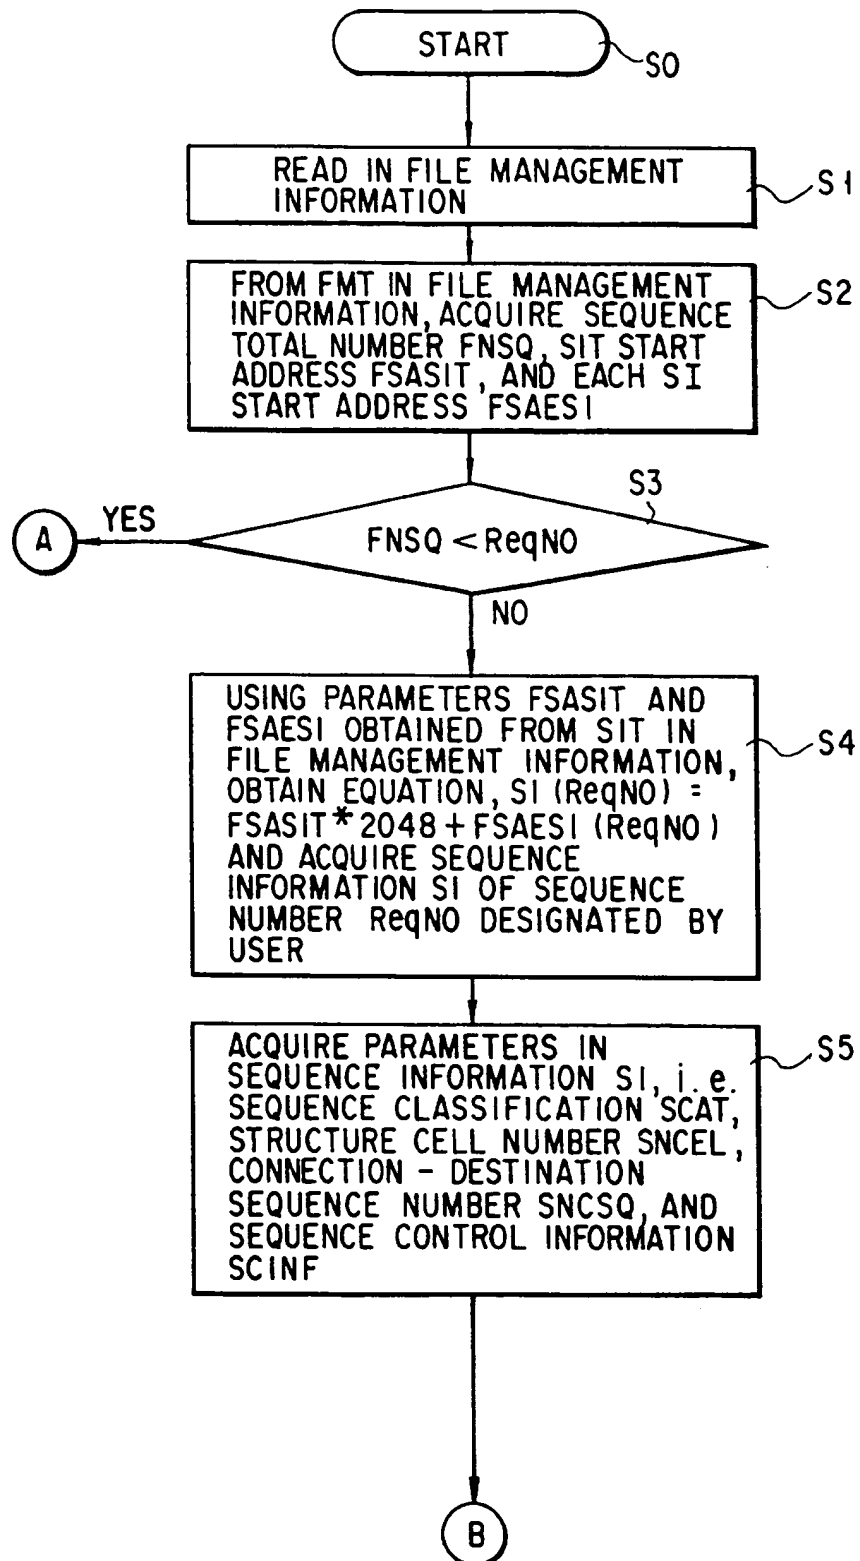 START
S0
READ IN FILE MANAGEMENT
INFORMATION
S1
FROM FMT IN FILE MANAGEMENT
INFORMATION, ACQUIRE SEQUENCE
TOTAL NUMBER FNSQ, SIT START
ADDRESS FSASIT, AND EACH SI
START ADDRESS FSAESI
S2
S3
FNSQ < ReqNO
YES
A
NO
USING PARAMETERS FSASIT AND
FSAESI OBTAINED FROM SIT IN
FILE MANAGEMENT INFORMATION,
OBTAIN EQUATION, SI (ReqNO) =
FSASIT * 2048 + FSAESI (ReqNO)
AND ACQUIRE SEQUENCE
INFORMATION SI OF SEQUENCE
NUMBER ReqNO DESIGNATED BY
USER
S4
ACQUIRE PARAMETERS IN
SEQUENCE INFORMATION SI, i.e.
SEQUENCE CLASSIFICATION SCAT,
STRUCTURE CELL NUMBER SNCEL,
CONNECTION - DESTINATION
SEQUENCE NUMBER SNCSQ, AND
SEQUENCE CONTROL INFORMATION
SCINF
S5
B